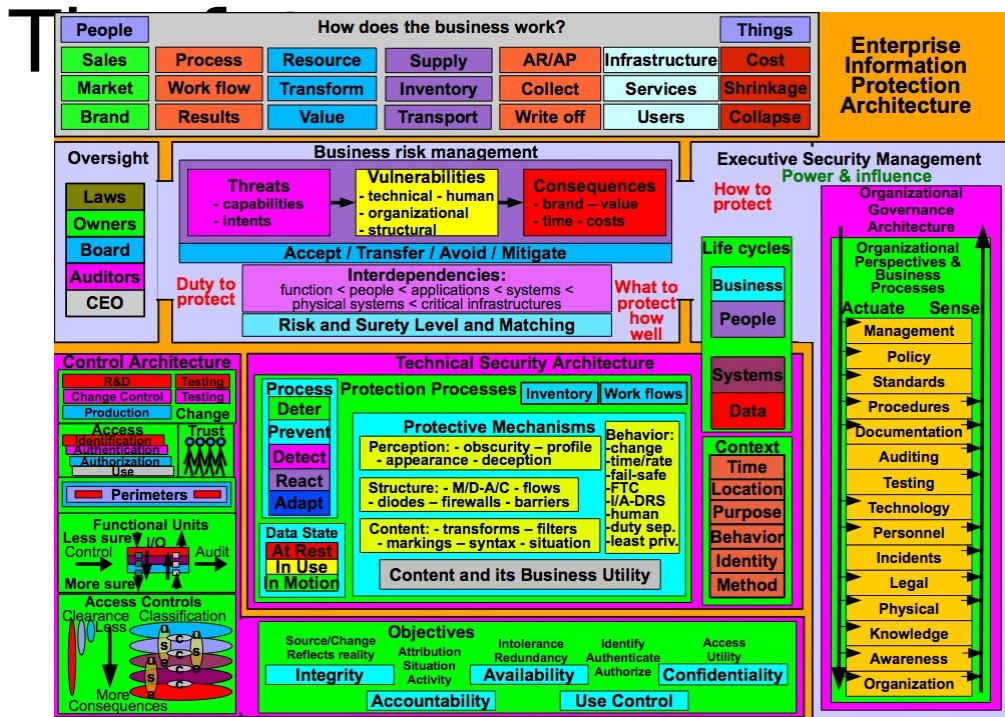 People
How does the business work?
Things
Sales
Process
Resource
Supply
AR/AP
Infrastructure
Cost
Market
Work flow
Transform
Inventory
Collect
Services
Shrinkage
Brand
Results
Value
Transport
Write off
Users
Collapse
Enterprise
Information
Protection
Architecture
Oversight
Laws
Owners
Board
Auditors
CEO
Business risk management
Threats
- capabilities
- intents
Vulnerabilities
- technical - human
- organizational
- structural
Consequences
- brand – value
- time - costs
Accept / Transfer / Avoid / Mitigate
Duty to
protect
Interdependencies:
function < people < applications < systems <
physical systems < critical infrastructures
Risk and Surety Level and Matching
What to
protect
how
well
How to
protect
Executive Security Management
Power & influence
Organizational
Governance
Architecture
Organizational
Perspectives &
Business
Processes
Actuate
Sense
Management
Policy
Standards
Procedures
Documentation
Auditing
Testing
Technology
Personnel
Incidents
Legal
Physical
Knowledge
Awareness
Organization
Life cycles
Business
People
Systems
Data
Context
Time
Location
Purpose
Behavior
Identity
Method
Control Architecture
R&D
Testing
Change Control
Testing
Production
Change
Access
Identification
Authentication
Authorization
Use
Trust
Perimeters
Functional Units
Less sure
I/O
Control
Audit
More sure
Access Controls
Clearance
Classification
Less
More
Consequences
Technical Security Architecture
Process
Deter
Prevent
Detect
React
Adapt
Data State
At Rest
In Use
In Motion
Protection Processes
Inventory
Work flows
Protective Mechanisms
Perception: - obscurity – profile
- appearance - deception
Structure: - M/D-A/C - flows
- diodes – firewalls - barriers
Content: - transforms – filters
- markings – syntax - situation
Behavior:
-change
-time/rate
-fail-safe
-FTC
-I/A-DRS
-human
-duty sep.
-least priv.
Content and its Business Utility
Objectives
Source/Change
Reflects reality
Integrity
Attribution
Situation
Activity
Accountability
Intolerance
Redundancy
Availability
Identify
Authenticate
Authorize
Use Control
Access
Utility
Confidentiality